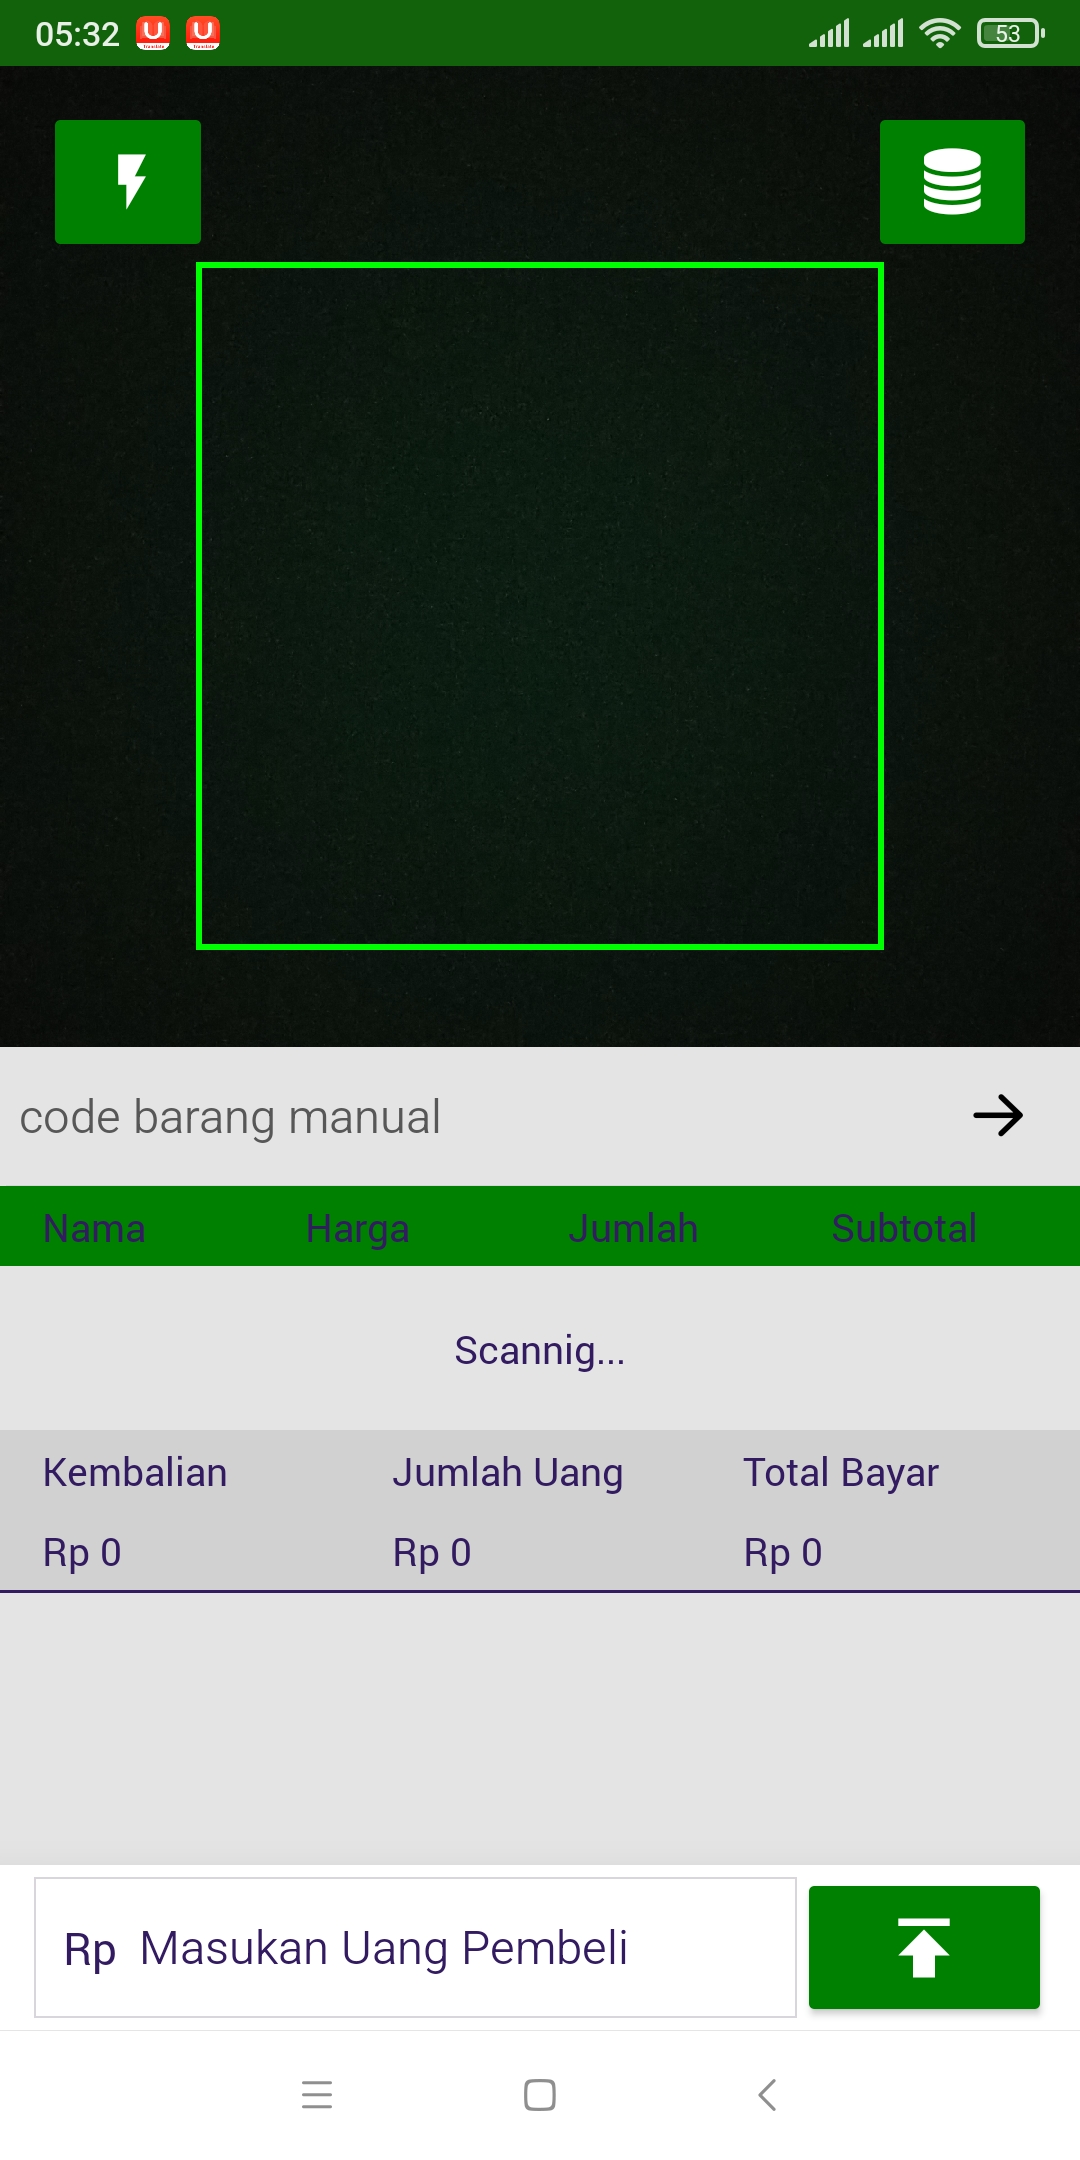 05:32
53
code barang manual
Nama Harga Jumlah Subtotal
Scannig...
Kembalian Jumlah Uang Total Bayar
Rp 0 Rp 0 Rp 0
Rp Masukan Uang Pembeli